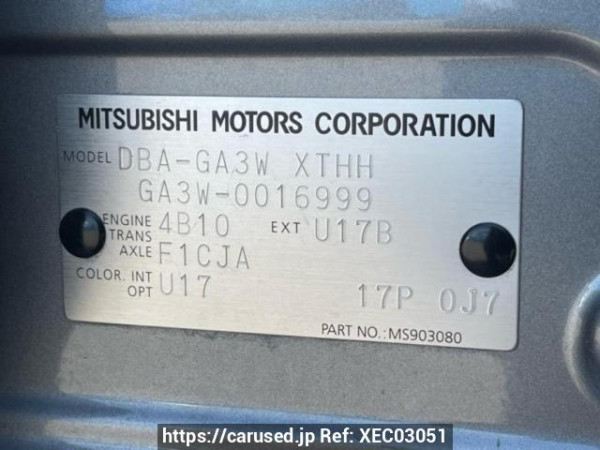 MITSUBISHI MOTORS CORPORATION
MODEL DBA-GA3W XTHH
GA3W-0016999
ENGINE 4B10 EXT U17B
TRANS AXLE F1CJA
COLOR. INT U17
OPT 17P 0J7
PART NO.:MS903080
https://carused.jp Ref: XEC03051